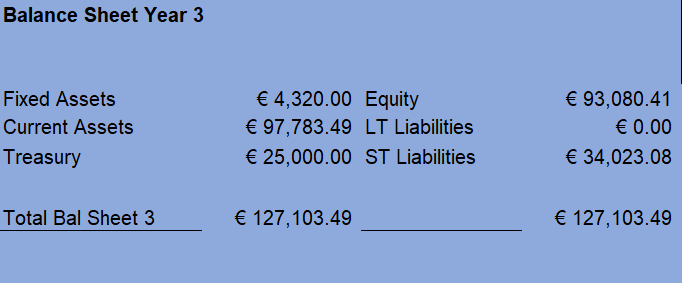 Balance Sheet Year 3
Fixed Assets € 4,320.00 Equity € 93,080.41
Current Assets € 97,783.49 LT Liabilities € 0.00
Treasury € 25,000.00 ST Liabilities € 34,023.08
Total Bal Sheet 3 € 127,103.49 € 127,103.49